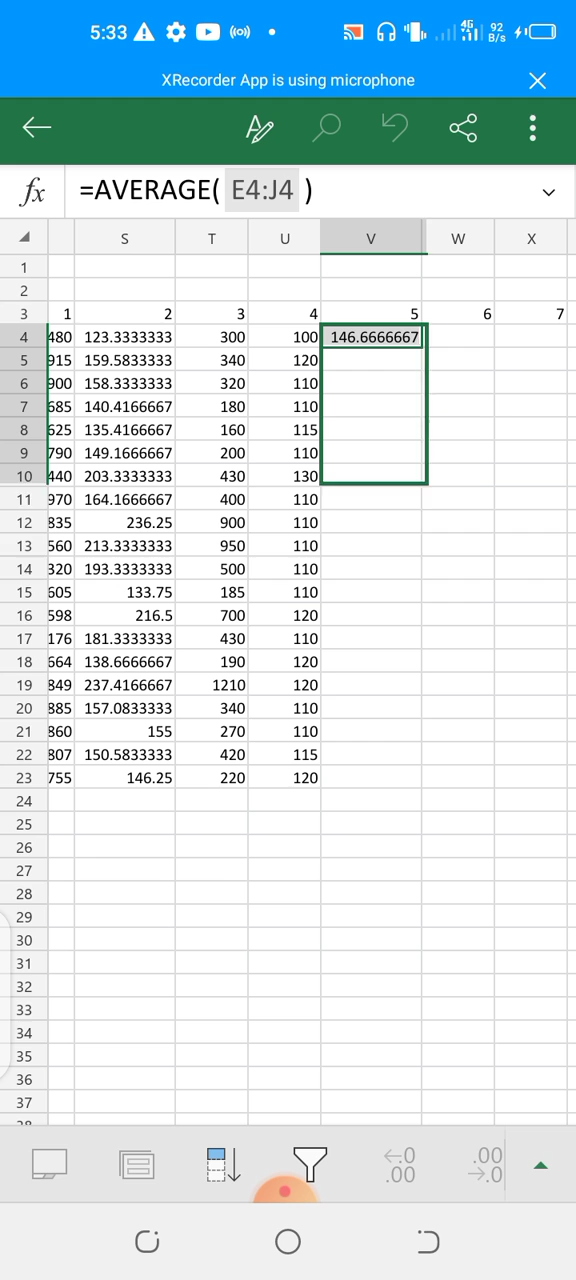 5:33 4G 92 B/s
XRecorder App is using microphone
fx =AVERAGE( E4:J4 )
S T U V W X
1
2
3 1 2 3 4 5 6 7
4 480 123.3333333 300 100 146.6666667
5 915 159.5833333 340 120
6 900 158.3333333 320 110
7 685 140.4166667 180 110
8 625 135.4166667 160 115
9 790 149.1666667 200 110
10 440 203.3333333 430 130
11 970 164.1666667 400 110
12 835 236.25 900 110
13 560 213.3333333 950 110
14 320 193.3333333 500 110
15 605 133.75 185 110
16 598 216.5 700 120
17 176 181.3333333 430 110
18 664 138.6666667 190 120
19 849 237.4166667 1210 120
20 885 157.0833333 340 110
21 860 155 270 110
22 807 150.5833333 420 115
23 755 146.25 220 120
24
25
26
27
28
29
30
31
32
33
34
35
36
37
←.0 .00
.00 →.0